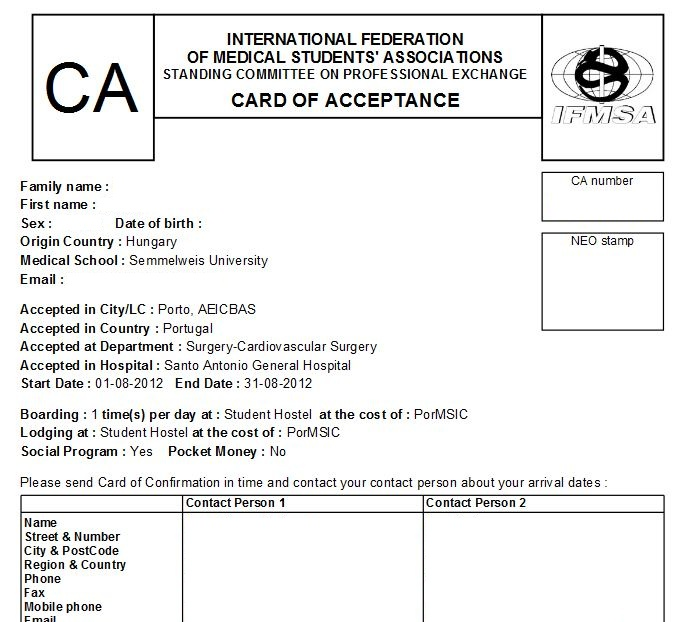 CA
INTERNATIONAL FEDERATION
OF MEDICAL STUDENTS' ASSOCIATIONS
STANDING COMMITTEE ON PROFESSIONAL EXCHANGE
CARD OF ACCEPTANCE
IFMSA
CA number
NEO stamp
Family name :
First name :
Sex : Date of birth :
Origin Country : Hungary
Medical School : Semmelweis University
Email :
Accepted in City/LC : Porto, AEICBAS
Accepted in Country : Portugal
Accepted at Department : Surgery-Cardiovascular Surgery
Accepted in Hospital : Santo Antonio General Hospital
Start Date : 01-08-2012 End Date : 31-08-2012
Boarding : 1 time(s) per day at : Student Hostel at the cost of : PorMSIC
Lodging at : Student Hostel at the cost of : PorMSIC
Social Program : Yes Pocket Money : No
Please send Card of Confirmation in time and contact your contact person about your arrival dates :
Contact Person 1 Contact Person 2
Name
Street & Number
City & PostCode
Region & Country
Phone
Fax
Mobile phone
Email